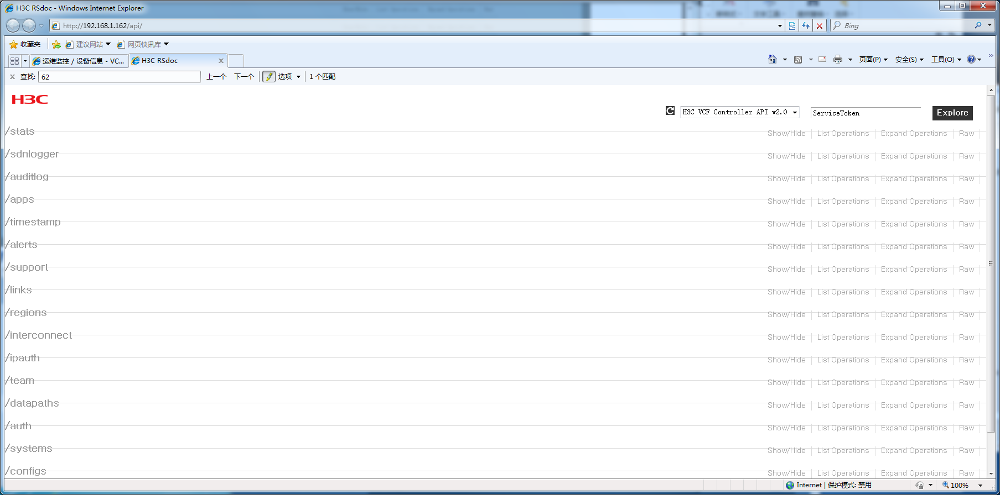 H3C RSdoc - Windows Internet Explorer
http://192.168.1.162/api/
Bing
收藏夹 建议网站 网页快讯库
运维监控 / 设备信息 - VC... H3C RSdoc 页面(P) 安全(S) 工具(O)
查找: 62 上一个 下一个 选项 1 个匹配
H3C
H3C VCF Controller API v2.0 ServiceToken Explore
/stats Show/Hide List Operations Expand Operations Raw
/sdnlogger Show/Hide List Operations Expand Operations Raw
/auditlog Show/Hide List Operations Expand Operations Raw
/apps Show/Hide List Operations Expand Operations Raw
/timestamp Show/Hide List Operations Expand Operations Raw
/alerts Show/Hide List Operations Expand Operations Raw
/support Show/Hide List Operations Expand Operations Raw
/links Show/Hide List Operations Expand Operations Raw
/regions Show/Hide List Operations Expand Operations Raw
/interconnect Show/Hide List Operations Expand Operations Raw
/ipauth Show/Hide List Operations Expand Operations Raw
/team Show/Hide List Operations Expand Operations Raw
/datapaths Show/Hide List Operations Expand Operations Raw
/auth Show/Hide List Operations Expand Operations Raw
/systems Show/Hide List Operations Expand Operations Raw
/configs Show/Hide List Operations Expand Operations Raw
Internet | 保护模式: 禁用 100%